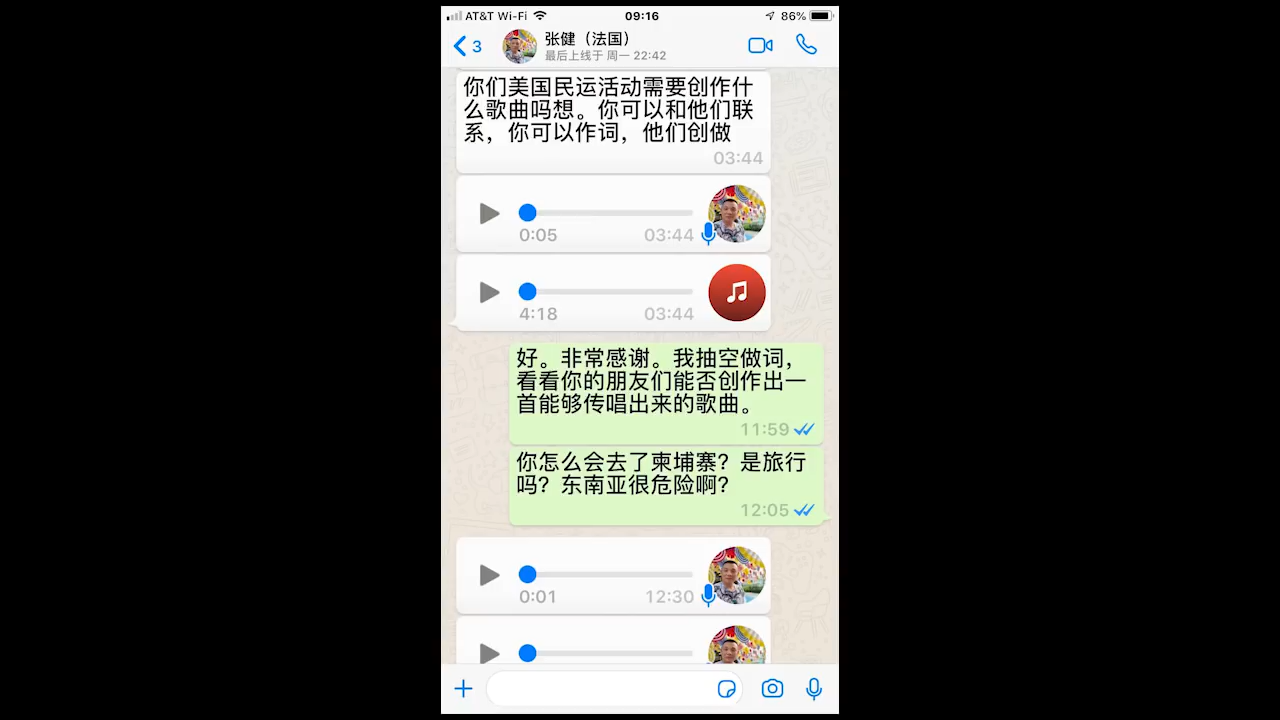 AT&T Wi-Fi 09:16 86%
3 张健（法国）
最后上线于 周一 22:42
你们美国民运活动需要创作什
么歌曲吗想。你可以和他们联
系，你可以作词，他们创做
03:44
0:05 03:44
4:18 03:44
好。非常感谢。我抽空做词，
看看你的朋友们能否创作出一
首能够传唱出来的歌曲。
11:59
你怎么会去了柬埔寨？是旅行
吗？东南亚很危险啊？
12:05
0:01 12:30